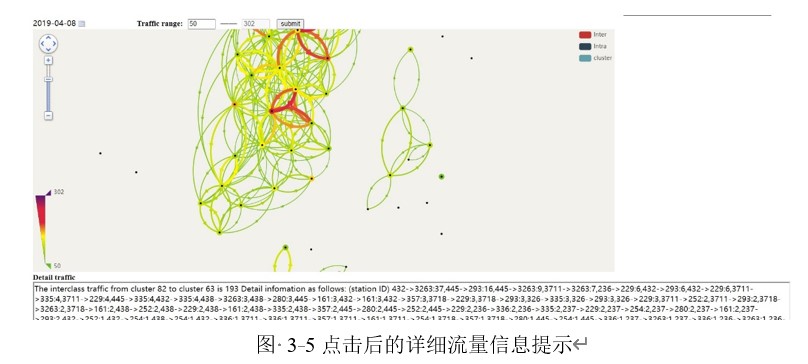 2019-04-08 Traffic range: 50 —— 302 submit
Inter
Intra
cluster
302
50
Detail traffic
The interclass traffic from cluster 82 to cluster 63 is 193 Detail infomation as follows: (station ID) 432->3263:37,445->293:16,445->3263:9,3711->3263:7,236->229:6,432->293:6,432->229:6,3711-
>335:4,3711->229:4,445->335:4,432->335:4,438->3263:3,438->280:3,445->161:3,432->161:3,432->357:3,3718->229:3,3718->293:3,326->335:3,326->293:3,326->229:3,3711->252:2,3711->293:2,3718-
>3263:2,3718->161:2,438->252:2,438->229:2,438->161:2,438->335:2,438->357:2,445->280:2,445->252:2,445->229:2,236->336:2,236->335:2,237->229:2,237->254:2,237->280:2,237->161:2,237-
图 3-5 点击后的详细流量信息提示